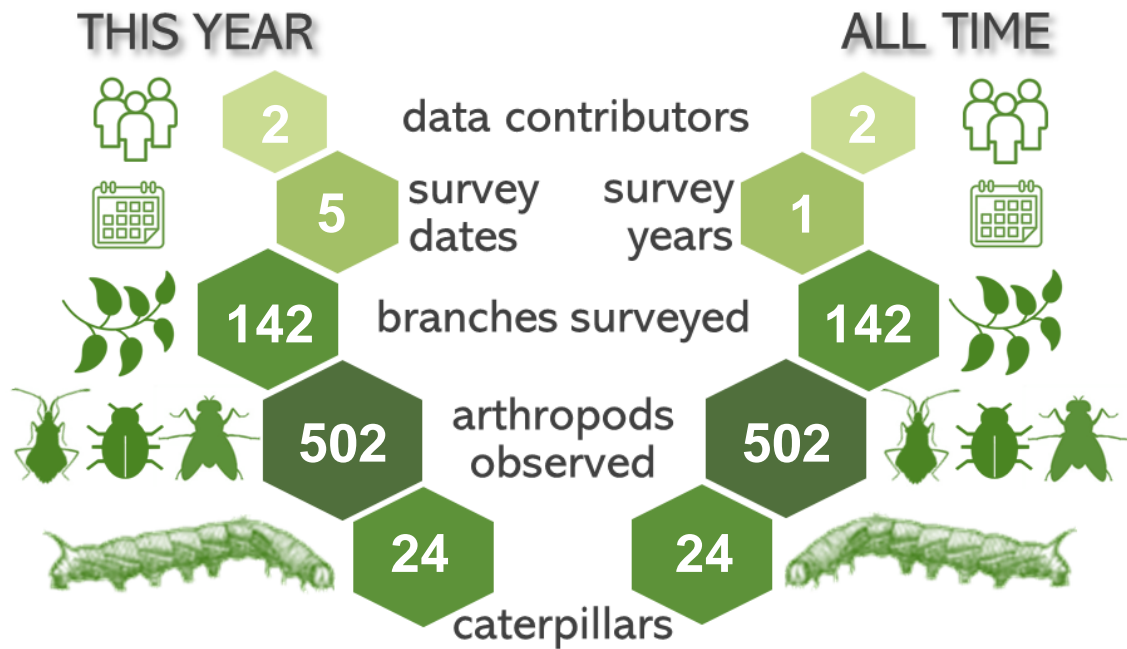 THIS YEAR
ALL TIME
2
data contributors
2
5
survey
dates
survey
years
1
142
branches surveyed
142
502
arthropods
observed
502
24
24
caterpillars